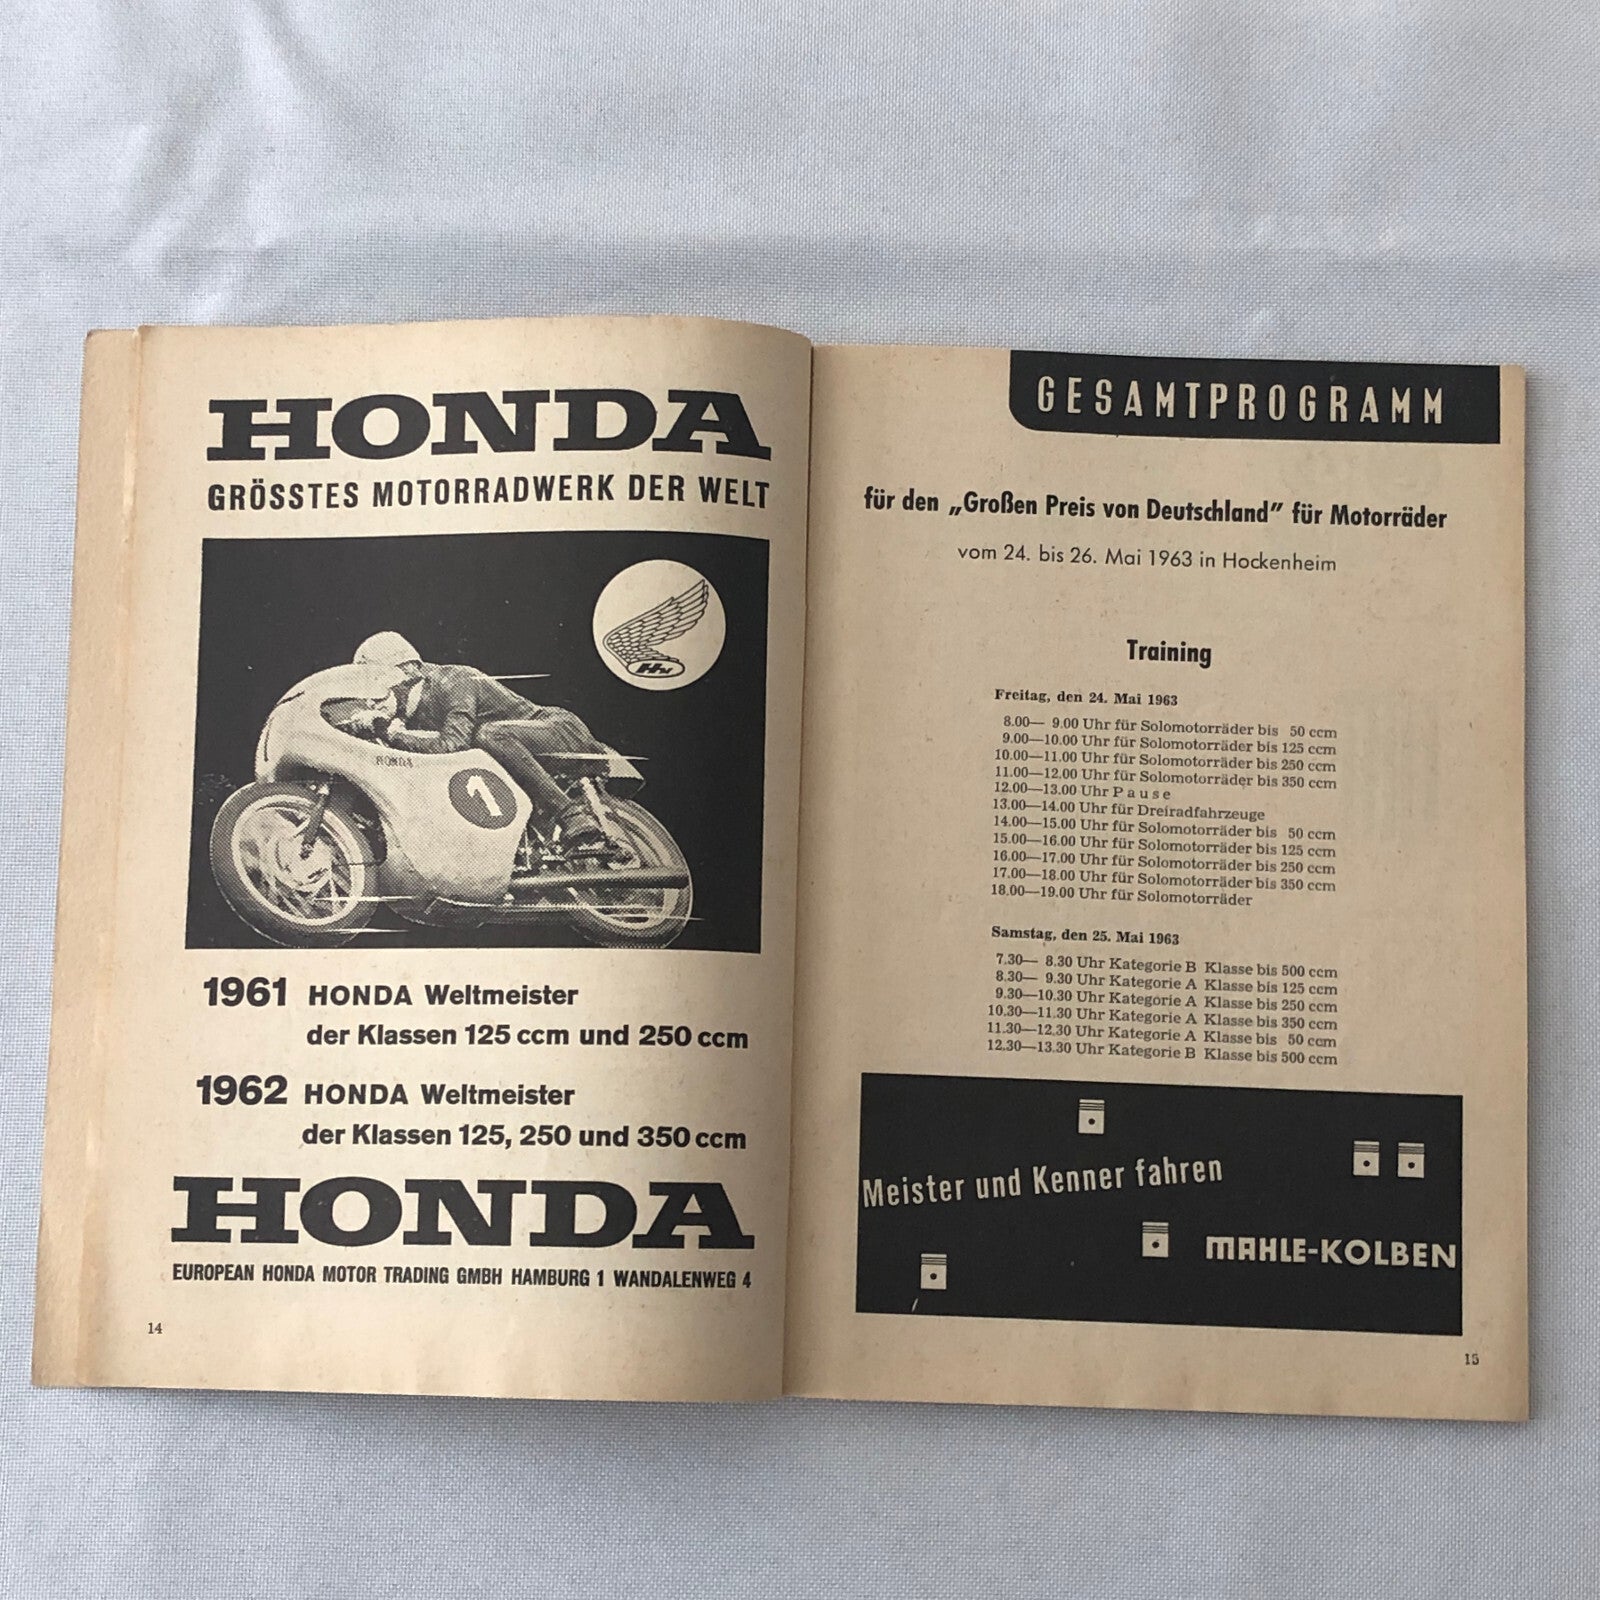 HONDA
GRÖSSTES MOTORRADWERK DER WELT
HM
HONDA
1
1961 HONDA Weltmeister
der Klassen 125 ccm und 250 ccm
1962 HONDA Weltmeister
der Klassen 125, 250 und 350 ccm
HONDA
EUROPEAN HONDA MOTOR TRADING GMBH HAMBURG 1 WANDALENWEG 4
14
GESAMTPROGRAMM
für den „Großen Preis von Deutschland" für Motorräder
vom 24. bis 26. Mai 1963 in Hockenheim
Training
Freitag, den 24. Mai 1963
8.00— 9.00 Uhr für Solomotorräder bis 50 ccm
9.00—10.00 Uhr für Solomotorräder bis 125 ccm
10.00—11.00 Uhr für Solomotorräder bis 250 ccm
11.00—12.00 Uhr für Solomotorräder bis 350 ccm
12.00—13.00 Uhr Pause
13.00—14.00 Uhr für Dreiradfahrzeuge
14.00—15.00 Uhr für Solomotorräder bis 50 ccm
15.00—16.00 Uhr für Solomotorräder bis 125 ccm
16.00—17.00 Uhr für Solomotorräder bis 250 ccm
17.00—18.00 Uhr für Solomotorräder bis 350 ccm
18.00—19.00 Uhr für Solomotorräder
Samstag, den 25. Mai 1963
7.30— 8.30 Uhr Kategorie B Klasse bis 500 ccm
8.30— 9.30 Uhr Kategorie A Klasse bis 125 ccm
9.30—10.30 Uhr Kategorie A Klasse bis 250 ccm
10.30—11.30 Uhr Kategorie A Klasse bis 350 ccm
11.30—12.30 Uhr Kategorie A Klasse bis 50 ccm
12.30—13.30 Uhr Kategorie B Klasse bis 500 ccm
Meister und Kenner fahren
MAHLE-KOLBEN
15